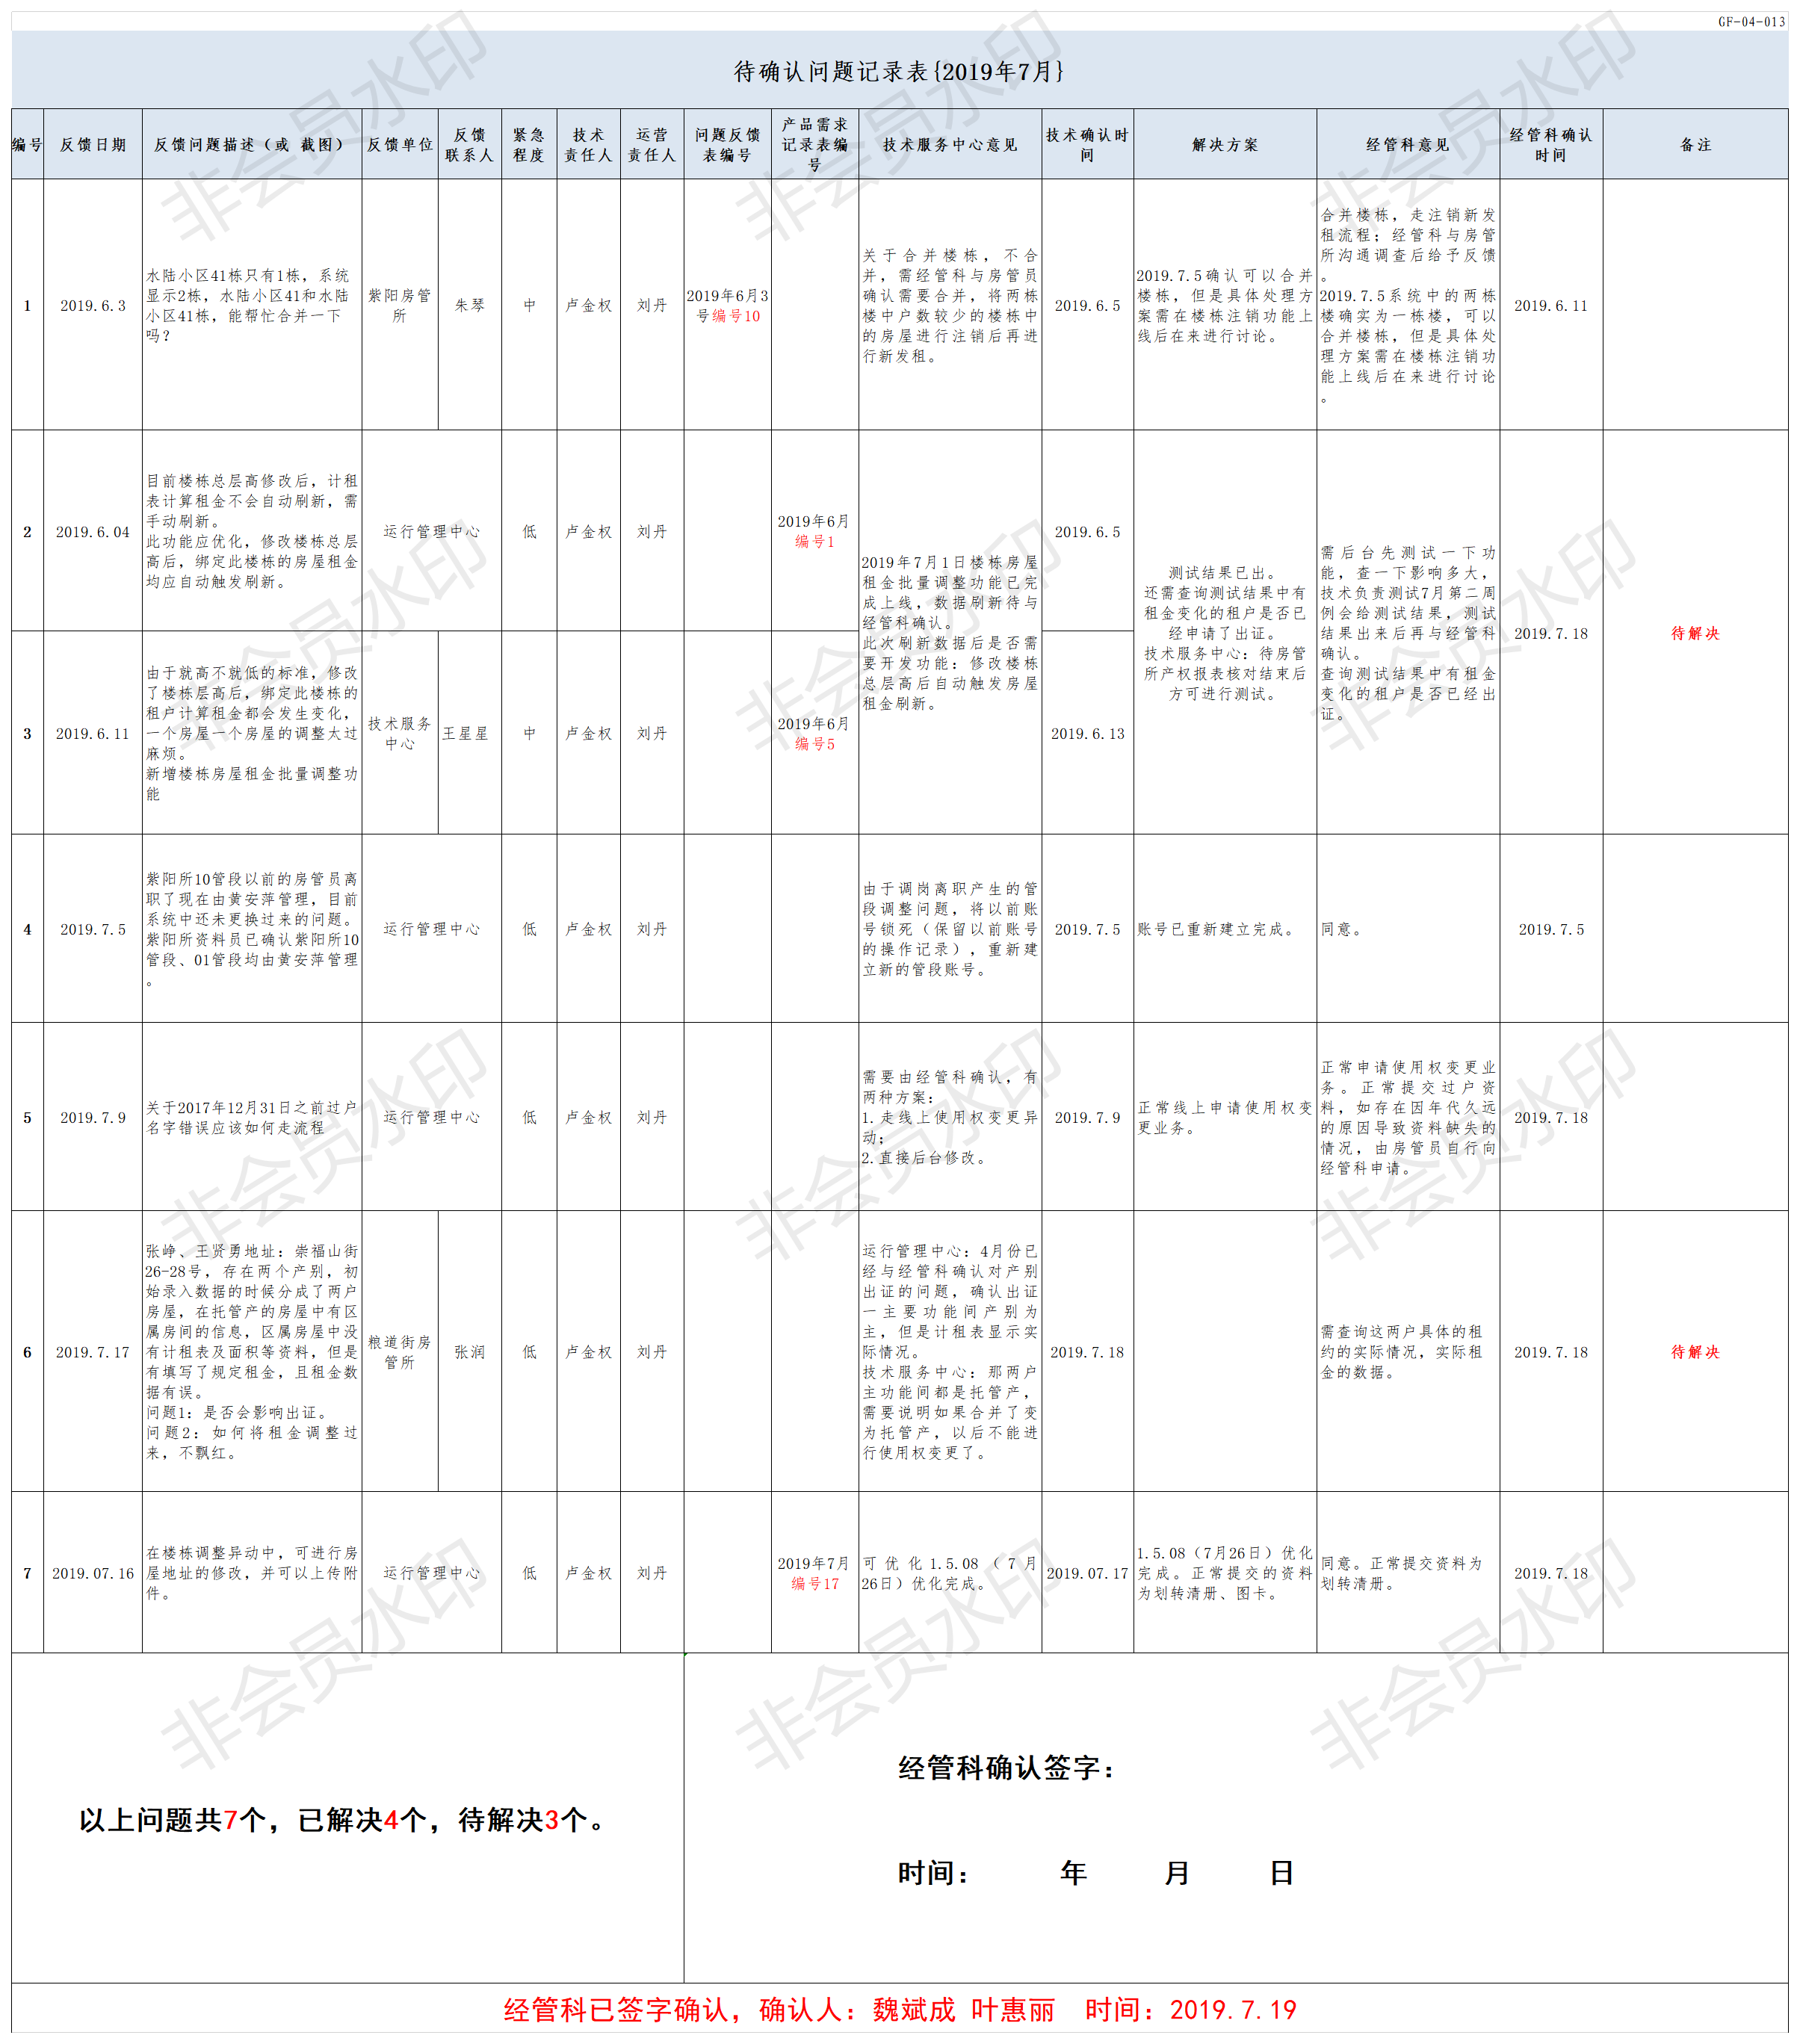 GF-04-013
待确认问题记录表{2019年7月}
编号
反馈日期
反馈问题描述（或 截图）
反馈单位
反馈
联系人
紧急
程度
技术
责任人
运营
责任人
问题反馈
表编号
产品需求
记录表编
号
技术服务中心意见
技术确认时
间
解决方案
经管科意见
经管科确认
时间
备注
1
2019.6.3
水陆小区41栋只有1栋，系统
显示2栋，水陆小区41和水陆
小区41栋，能帮忙合并一下
吗？
紫阳房管
所
朱琴
中
卢金权
刘丹
2019年6月3
号编号10
关于合并楼栋，不合
并，需经管科与房管员
确认需要合并，将两栋
楼中户数较少的楼栋中
的房屋进行注销后再进
行新发租。
2019.6.5
2019.7.5确认可以合并
楼栋，但是具体处理方
案需在楼栋注销功能上
线后在来进行讨论。
合并楼栋，走注销新发
租流程；经管科与房管
所沟通调查后给予反馈
。
2019.7.5系统中的两栋
楼确实为一栋楼，可以
合并楼栋，但是具体处
理方案需在楼栋注销功
能上线后在来进行讨论
。
2019.6.11
2
2019.6.04
目前楼栋总层高修改后，计租
表计算租金不会自动刷新，需
手动刷新。
此功能应优化，修改楼栋总层
高后，绑定此楼栋的房屋租金
均应自动触发刷新。
运行管理中心
低
卢金权
刘丹
2019年6月
编号1
2019年7月1日楼栋房屋
租金批量调整功能已完
成上线，数据刷新待与
经管科确认。
此次刷新数据后是否需
要开发功能：修改楼栋
总层高后自动触发房屋
租金刷新。
2019.6.5
测试结果已出。
还需查询测试结果中有
租金变化的租户是否已
经申请了出证。
技术服务中心：待房管
所产权报表核对结束后
方可进行测试。
需后台先测试一下功
能，查一下影响多大，
技术负责测试7月第二周
例会给测试结果，测试
结果出来后再与经管科
确认。
查询测试结果中有租金
变化的租户是否已经出
证。
2019.7.18
待解决
3
2019.6.11
由于就高不就低的标准，修改
了楼栋层高后，绑定此楼栋的
租户计算租金都会发生变化，
一个房屋一个房屋的调整太过
麻烦。
新增楼栋房屋租金批量调整功
能
技术服务
中心
王星星
中
卢金权
刘丹
2019年6月
编号5
2019.6.13
4
2019.7.5
紫阳所10管段以前的房管员离
职了现在由黄安萍管理，目前
系统中还未更换过来的问题。
紫阳所资料员已确认紫阳所10
管段、01管段均由黄安萍管理
。
运行管理中心
低
卢金权
刘丹
由于调岗离职产生的管
段调整问题，将以前账
号锁死（保留以前账号
的操作记录），重新建
立新的管段账号。
2019.7.5
账号已重新建立完成。
同意。
2019.7.5
5
2019.7.9
关于2017年12月31日之前过户
名字错误应该如何走流程
运行管理中心
低
卢金权
刘丹
需要由经管科确认，有
两种方案：
1.走线上使用权变更异
动；
2.直接后台修改。
2019.7.9
正常线上申请使用权变
更业务。
正常申请使用权变更业
务。正常提交过户资
料，如存在因年代久远
的原因导致资料缺失的
情况，由房管员自行向
经管科申请。
2019.7.18
6
2019.7.17
张峥、王贤勇地址：崇福山街
26-28号，存在两个产别，初
始录入数据的时候分成了两户
房屋，在托管产的房屋中有区
属房间的信息，区属房屋中没
有计租表及面积等资料，但是
有填写了规定租金，且租金数
据有误。
问题1：是否会影响出证。
问题2：如何将租金调整过
来，不飘红。
粮道街房
管所
张润
低
卢金权
刘丹
运行管理中心：4月份已
经与经管科确认对产别
出证的问题，确认出证
一主要功能间产别为
主，但是计租表显示实
际情况。
技术服务中心：那两户
主功能间都是托管产，
需要说明如果合并了变
为托管产，以后不能进
行使用权变更了。
2019.7.18
需查询这两户具体的租
约的实际情况，实际租
金的数据。
2019.7.18
待解决
7
2019.07.16
在楼栋调整异动中，可进行房
屋地址的修改，并可以上传附
件。
运行管理中心
低
卢金权
刘丹
2019年7月
编号17
可优化1.5.08（7月
26日）优化完成。
2019.07.17
1.5.08（7月26日）优化
完成。正常提交的资料
为划转清册、图卡。
同意。正常提交资料为
划转清册。
2019.7.18
以上问题共7个，已解决4个，待解决3个。
经管科确认签字：
时间： 年 月 日
经管科已签字确认，确认人：魏斌成 叶惠丽 时间：2019.7.19
非会员水印
非会员水印
非会员水印
非会员水印
非会员水印
非会员水印
非会员水印
非会员水印
非会员水印
非会员水印
非会员水印
非会员水印